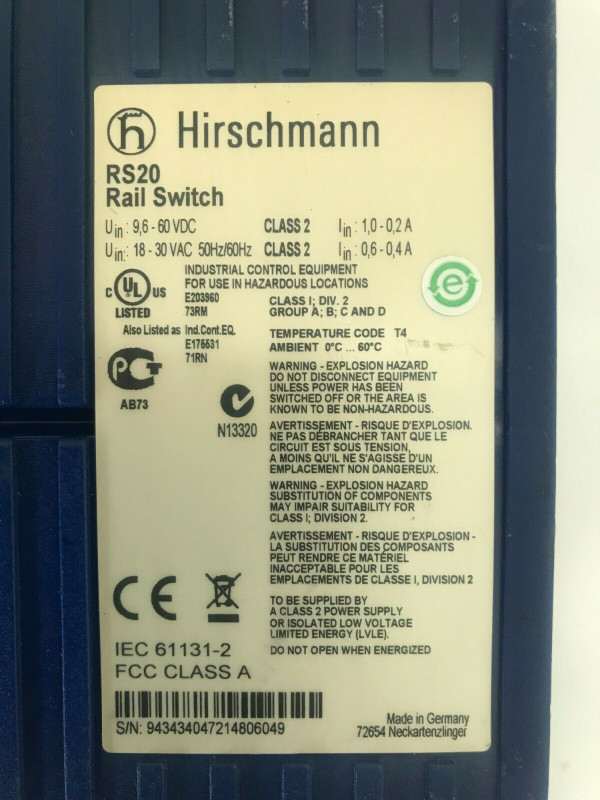 Hirschmann
RS20
Rail Switch
Uin: 9,6 - 60 VDC CLASS 2 Iin: 1,0 - 0,2 A
Uin: 18 - 30 VAC 50Hz/60Hz CLASS 2 Iin: 0,6 - 0,4 A
INDUSTRIAL CONTROL EQUIPMENT
FOR USE IN HAZARDOUS LOCATIONS
C UL US
LISTED
E203960
73RM
CLASS I; DIV. 2
GROUP A; B; C AND D
e
Also Listed as Ind.Cont.EQ.
E175531
71RN
TEMPERATURE CODE T4
AMBIENT 0°C ... 60°C
AB73
N13320
WARNING - EXPLOSION HAZARD
DO NOT DISCONNECT EQUIPMENT
UNLESS POWER HAS BEEN
SWITCHED OFF OR THE AREA IS
KNOWN TO BE NON-HAZARDOUS.
AVERTISSEMENT - RISQUE D'EXPLOSION.
NE PAS DÉBRANCHER TANT QUE LE
CIRCUIT EST SOUS TENSION,
A MOINS QU'IL NE S'AGISSE D'UN
EMPLACEMENT NON DANGEREUX.
WARNING - EXPLOSION HAZARD
SUBSTITUTION OF COMPONENTS
MAY IMPAIR SUITABILITY FOR
CLASS I; DIVISION 2.
AVERTISSEMENT - RISQUE D'EXPLOSION -
LA SUBSTITUTION DES COMPOSANTS
PEUT RENDRE CE MATÉRIEL
INACCEPTABLE POUR LES
EMPLACEMENTS DE CLASSE I, DIVISION 2
TO BE SUPPLIED BY
A CLASS 2 POWER SUPPLY
OR ISOLATED LOW VOLTAGE
LIMITED ENERGY (LVLE).
DO NOT OPEN WHEN ENERGIZED
CE
IEC 61131-2
FCC CLASS A
S/N: 943434047214806049
Made in Germany
72654 Neckartenzlingen